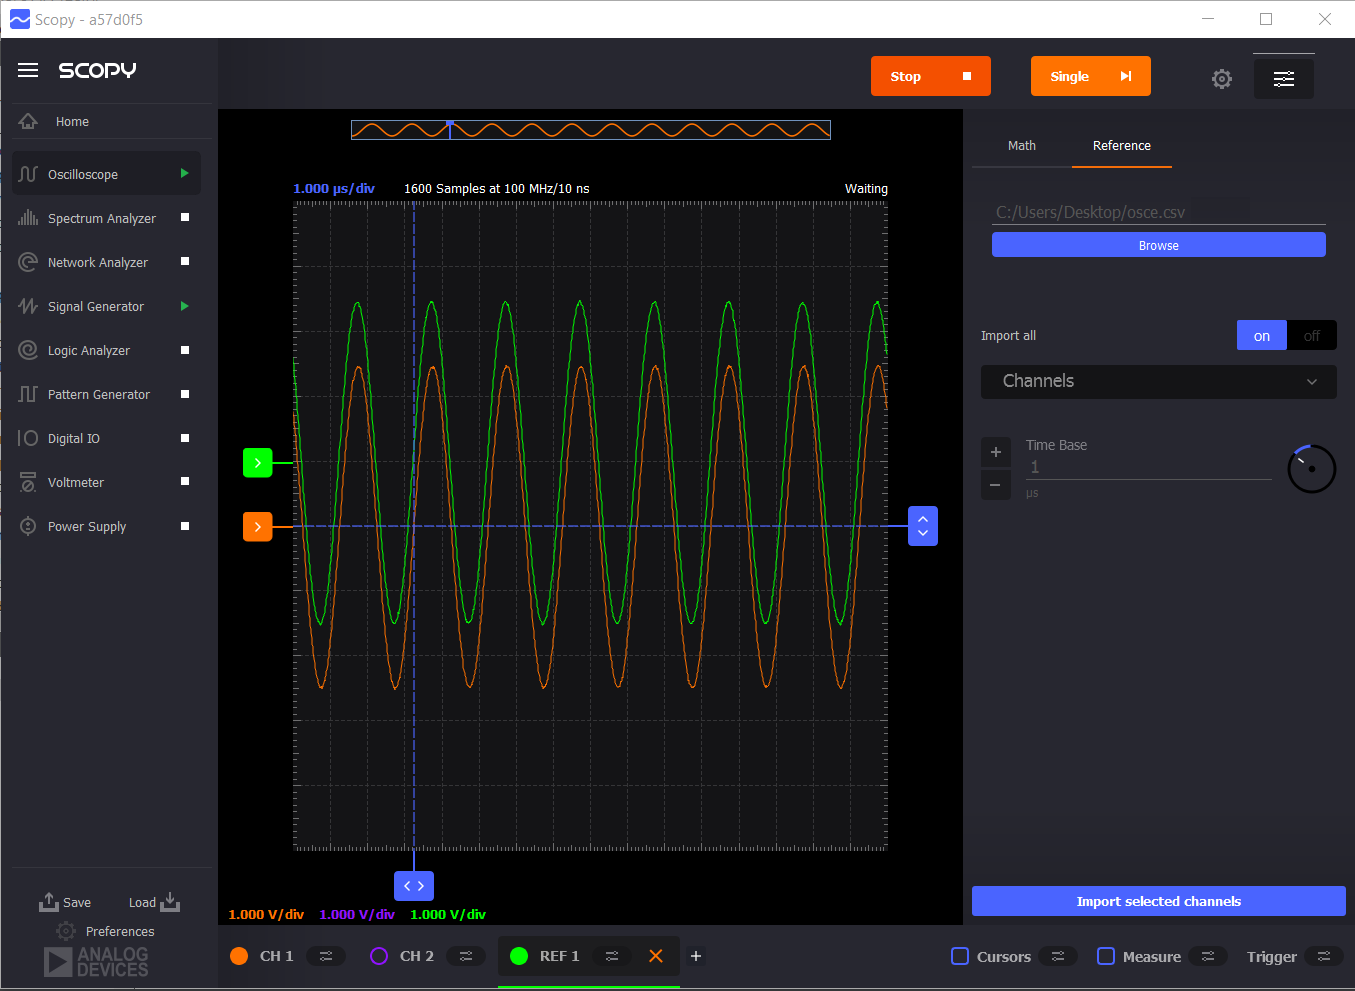 Scopy - a57d0f5
SCOPY
Stop
Single
Home
Oscilloscope
Spectrum Analyzer
Network Analyzer
Signal Generator
Logic Analyzer
Pattern Generator
Digital IO
Voltmeter
Power Supply
Save
Load
Preferences
ANALOG
DEVICES
1.000 µs/div
1600 Samples at 100 MHz/10 ns
Waiting
1.000 V/div
1.000 V/div
1.000 V/div
Math
Reference
C:/Users/Desktop/osce.csv
Browse
Import all
on
off
Channels
+
Time Base
1
−
µs
Import selected channels
CH 1
CH 2
REF 1
+
Cursors
Measure
Trigger